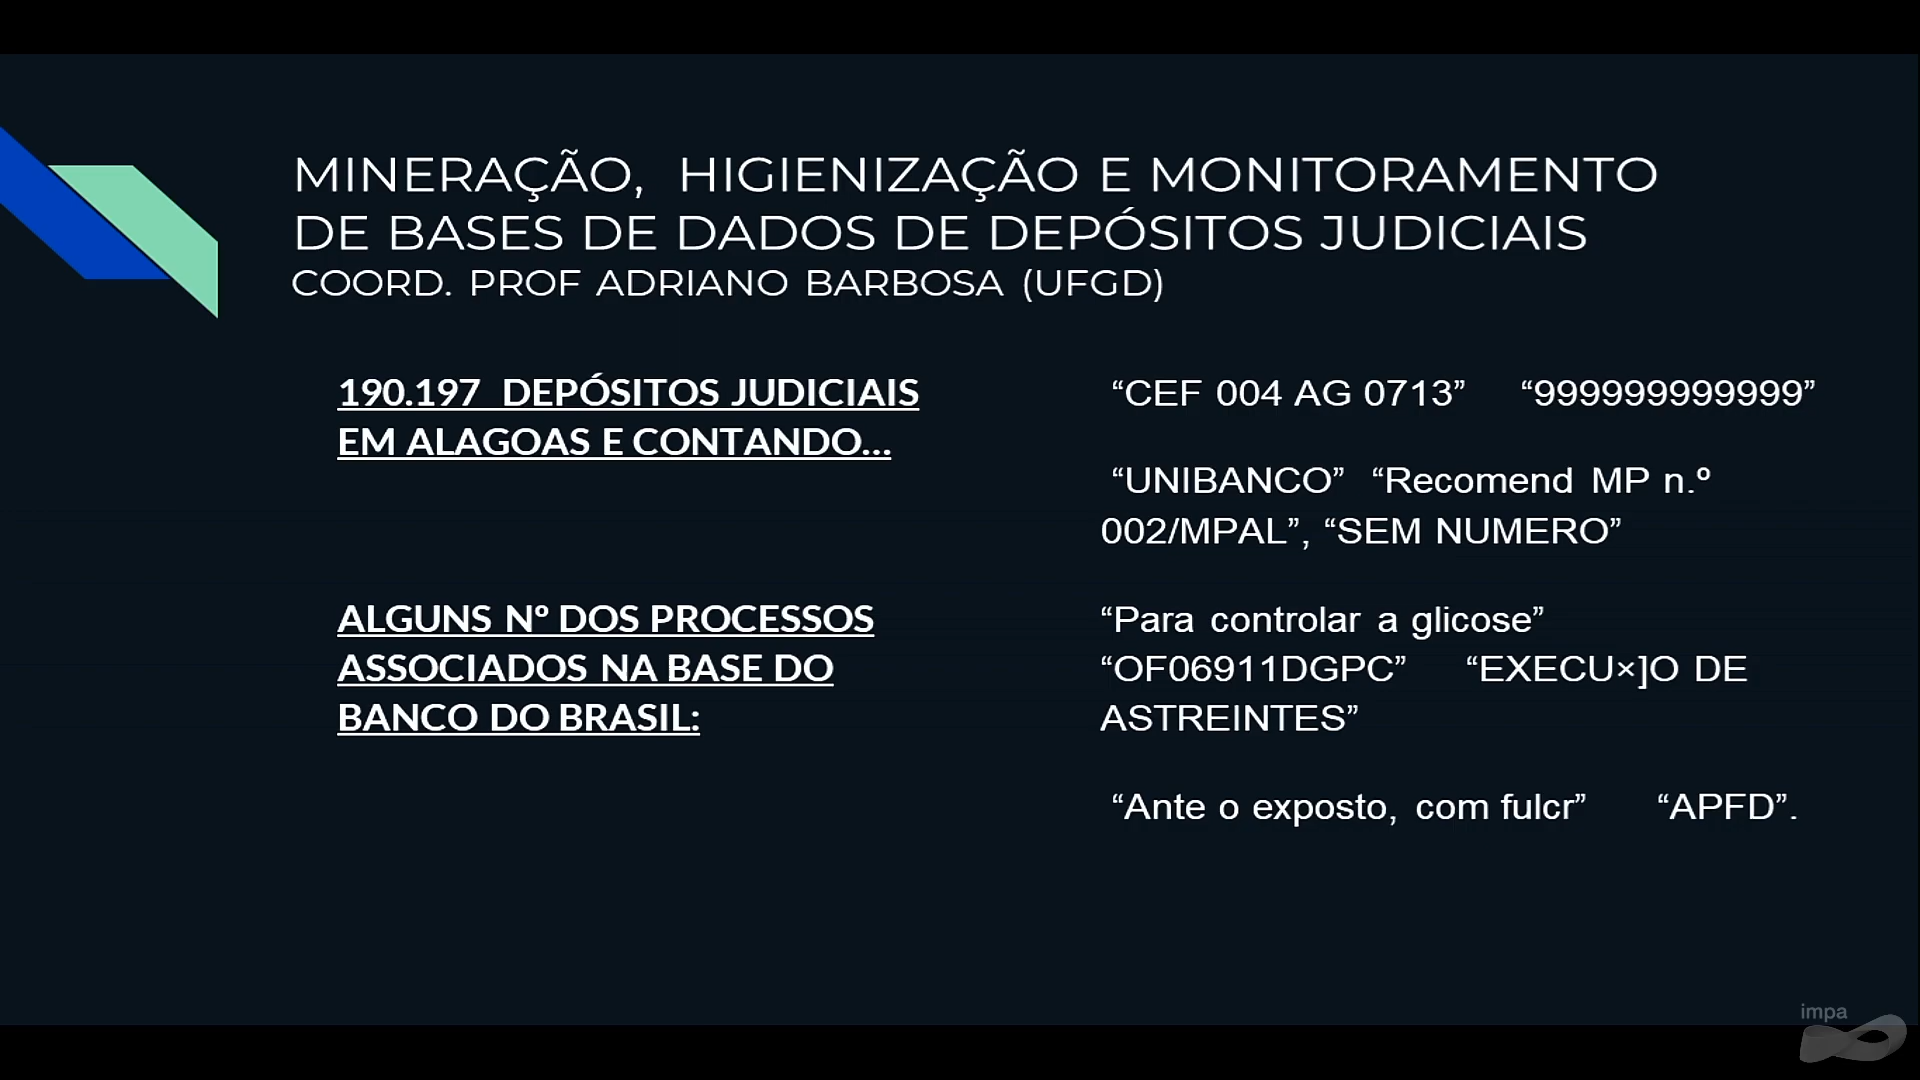 MINERAÇÃO, HIGIENIZAÇÃO E MONITORAMENTO
DE BASES DE DADOS DE DEPÓSITOS JUDICIAIS
COORD. PROF ADRIANO BARBOSA (UFGD)
190.197 DEPÓSITOS JUDICIAIS
EM ALAGOAS E CONTANDO...
ALGUNS Nº DOS PROCESSOS
ASSOCIADOS NA BASE DO
BANCO DO BRASIL:
“CEF 004 AG 0713” “999999999999”
“UNIBANCO” “Recomend MP n.º
002/MPAL”, “SEM NUMERO”
“Para controlar a glicose”
“OF06911DGPC” “EXECU×]O DE
ASTREINTES”
“Ante o exposto, com fulcr” “APFD”.
impa